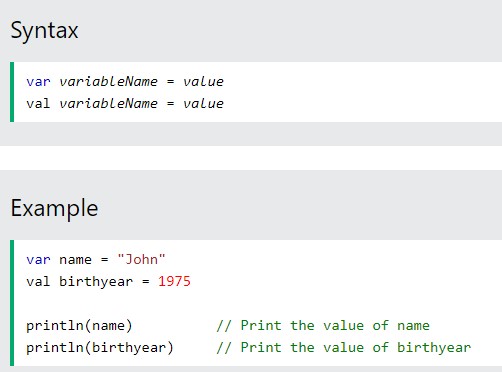 Syntax
var variableName = value
val variableName = value
Example
var name = "John"
val birthyear = 1975
println(name)          // Print the value of name
println(birthyear)     // Print the value of birthyear